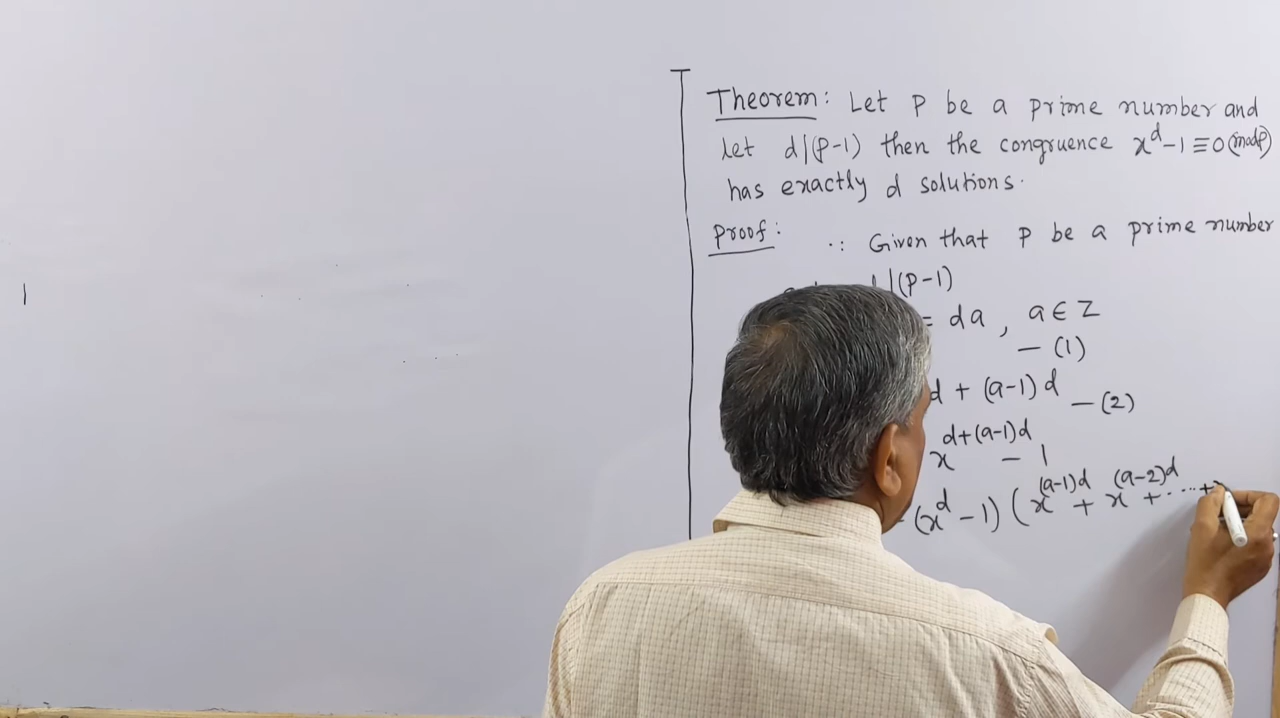 Theorem: Let P be a prime number and
let d|(P-1) then the congruence x^d - 1 ≡ 0 (modp)
has exactly d solutions.
Proof: ∵ Given that P be a prime number
d|(P-1)
= da, a ∈ Z
— (1)
d + (a-1)d — (2)
x^{d+(a-1)d} - 1
(x^d - 1) (x^{(a-1)d} + x^{(a-2)d} + ..... +